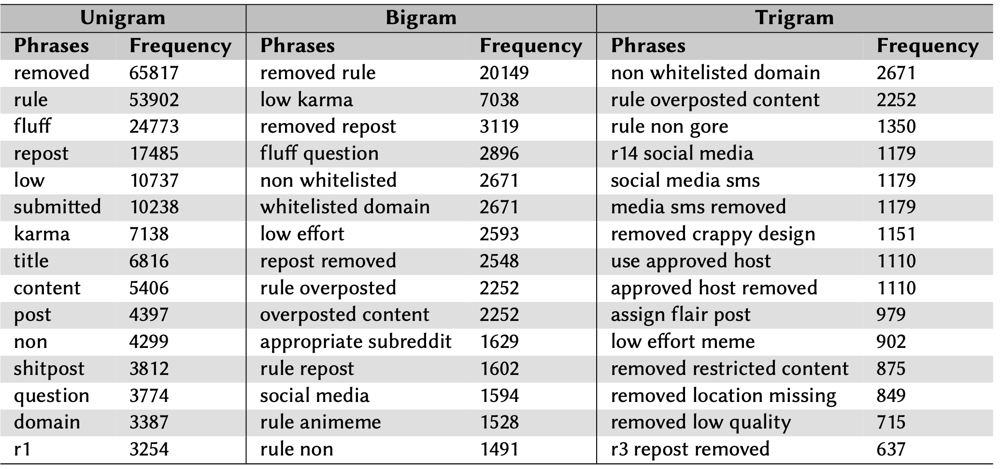 Unigram Bigram Trigram
Phrases Frequency Phrases Frequency Phrases Frequency
removed 65817 removed rule 20149 non whitelisted domain 2671
rule 53902 low karma 7038 rule overposted content 2252
fluff 24773 removed repost 3119 rule non gore 1350
repost 17485 fluff question 2896 r14 social media 1179
low 10737 non whitelisted 2671 social media sms 1179
submitted 10238 whitelisted domain 2671 media sms removed 1179
karma 7138 low effort 2593 removed crappy design 1151
title 6816 repost removed 2548 use approved host 1110
content 5406 rule overposted 2252 approved host removed 1110
post 4397 overposted content 2252 assign flair post 979
non 4299 appropriate subreddit 1629 low effort meme 902
shitpost 3812 rule repost 1602 removed restricted content 875
question 3774 social media 1594 removed location missing 849
domain 3387 rule animeme 1528 removed low quality 715
r1 3254 rule non 1491 r3 repost removed 637